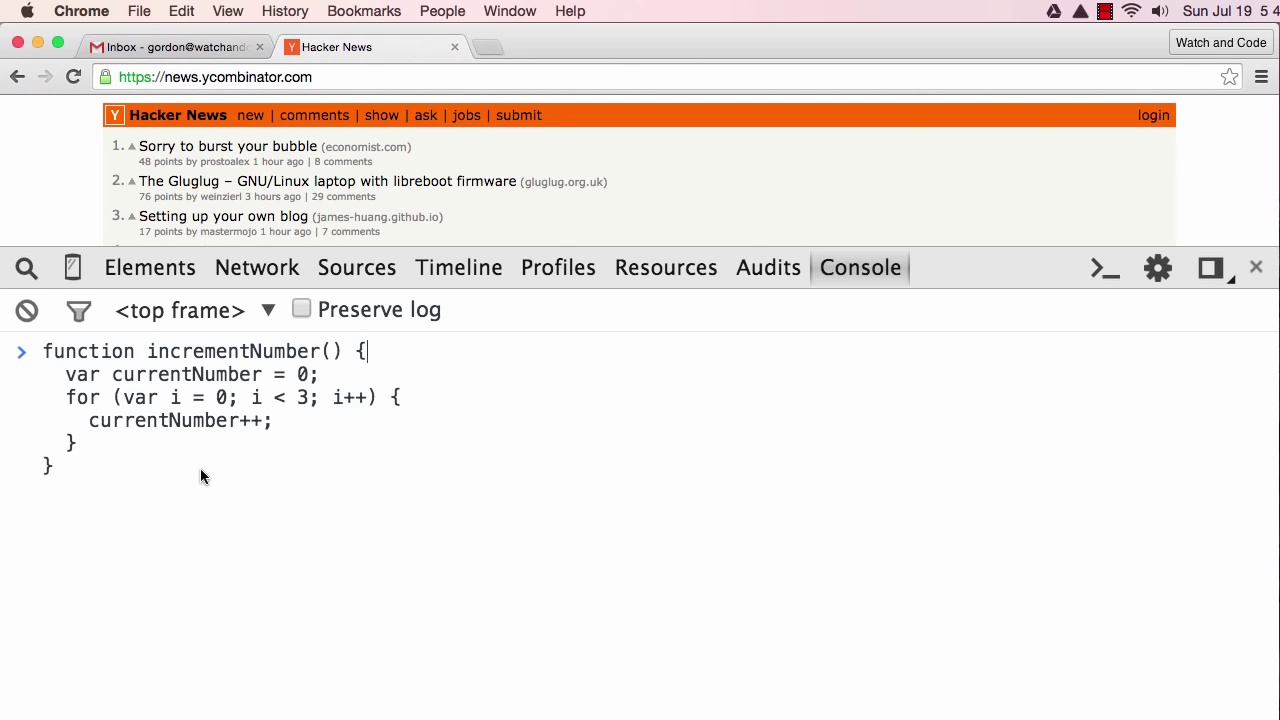 Chrome File Edit View History Bookmarks People Window Help Sun Jul 19 5 4
Inbox - gordon@watchand
Hacker News
Watch and Code
https://news.ycombinator.com
Y Hacker News new | comments | show | ask | jobs | submit login
1. Sorry to burst your bubble (economist.com)
48 points by prostoalex 1 hour ago | 8 comments
2. The Gluglug – GNU/Linux laptop with libreboot firmware (gluglug.org.uk)
76 points by weinzierl 3 hours ago | 29 comments
3. Setting up your own blog (james-huang.github.io)
17 points by mastermojo 1 hour ago | 7 comments
Elements Network Sources Timeline Profiles Resources Audits Console
<top frame> Preserve log
function incrementNumber() {
var currentNumber = 0;
for (var i = 0; i < 3; i++) {
currentNumber++;
}
}